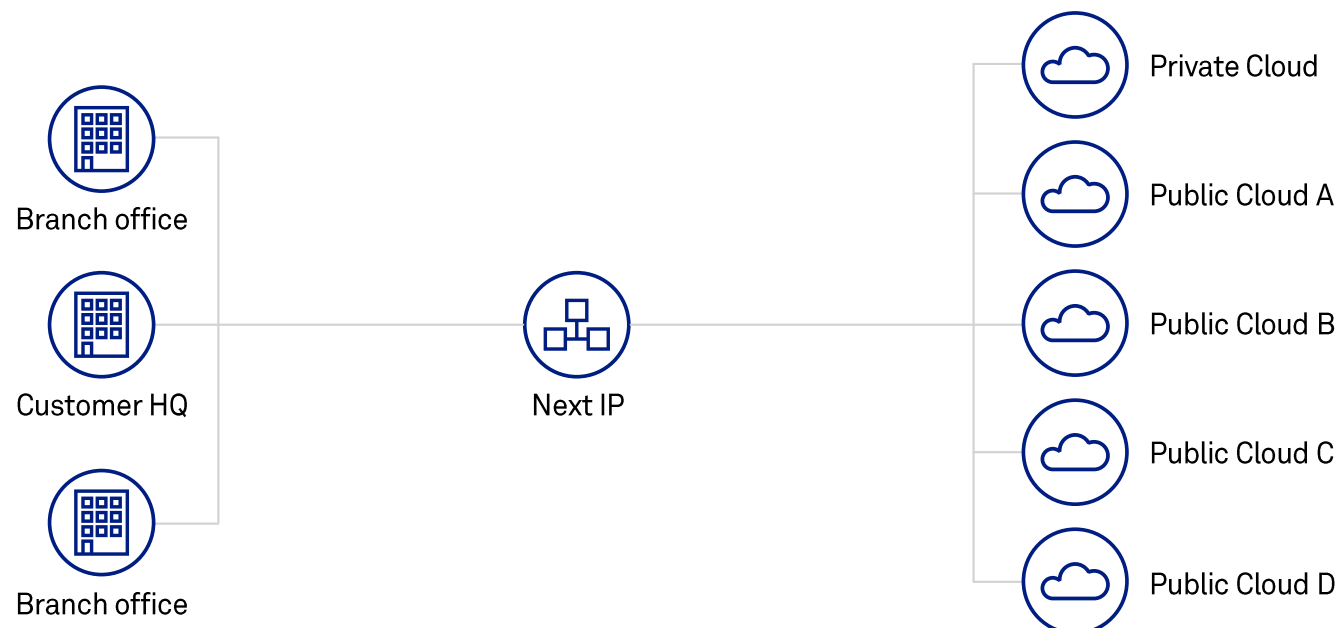 Branch office
Customer HQ
Branch office
Next IP
Private Cloud
Public Cloud A
Public Cloud B
Public Cloud C
Public Cloud D